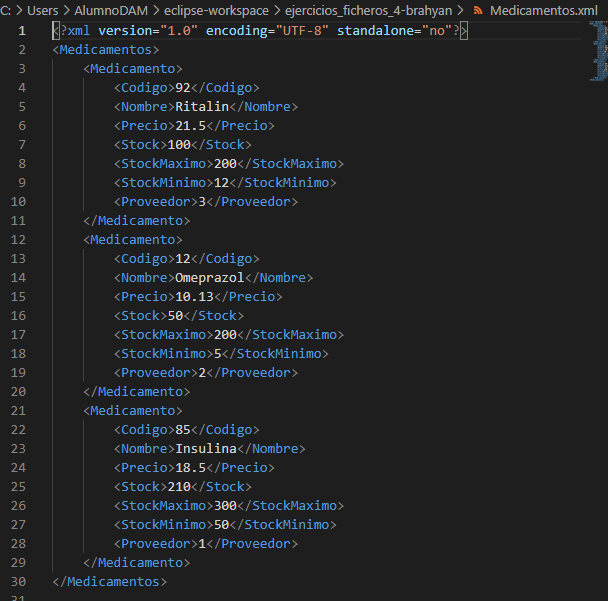 C: > Users > AlumnoDAM > eclipse-workspace > ejercicios_ficheros_4-brahyan > Medicamentos.xml
1 <?xml version="1.0" encoding="UTF-8" standalone="no"?>
2 <Medicamentos>
3 <Medicamento>
4 <Codigo>92</Codigo>
5 <Nombre>Ritalin</Nombre>
6 <Precio>21.5</Precio>
7 <Stock>100</Stock>
8 <StockMaximo>200</StockMaximo>
9 <StockMinimo>12</StockMinimo>
10 <Proveedor>3</Proveedor>
11 </Medicamento>
12 <Medicamento>
13 <Codigo>12</Codigo>
14 <Nombre>Omeprazol</Nombre>
15 <Precio>10.13</Precio>
16 <Stock>50</Stock>
17 <StockMaximo>200</StockMaximo>
18 <StockMinimo>5</StockMinimo>
19 <Proveedor>2</Proveedor>
20 </Medicamento>
21 <Medicamento>
22 <Codigo>85</Codigo>
23 <Nombre>Insulina</Nombre>
24 <Precio>18.5</Precio>
25 <Stock>210</Stock>
26 <StockMaximo>300</StockMaximo>
27 <StockMinimo>50</StockMinimo>
28 <Proveedor>1</Proveedor>
29 </Medicamento>
30 </Medicamentos>
31